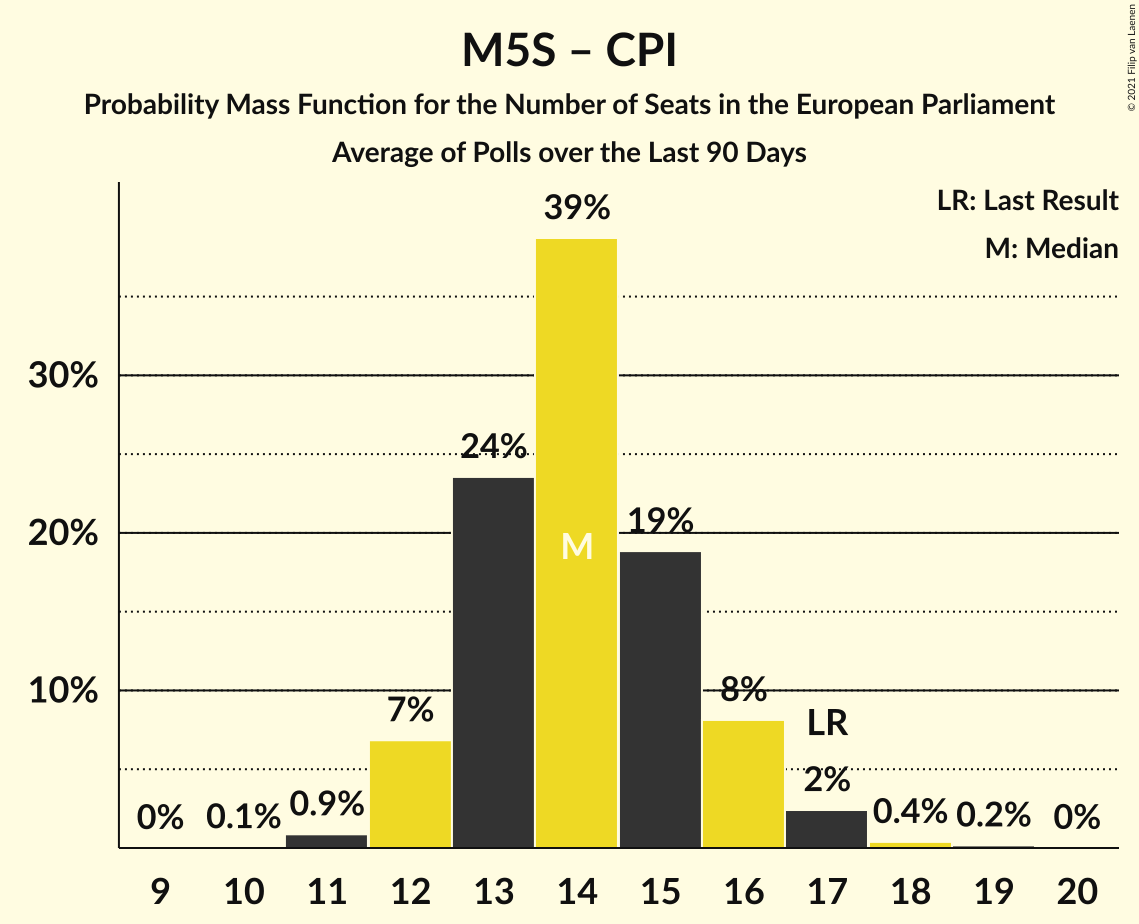 M5S – CPI
Probability Mass Function for the Number of Seats in the European Parliament
Average of Polls over the Last 90 Days
© 2021 Filip van Laenen
LR: Last Result
M: Median
39%
30%
24%
20%
19%
M
10%
8%
7%
LR
2%
0.9%
0.4%
0.2%
0%
0.1%
0%
9 10 11 12 13 14 15 16 17 18 19 20